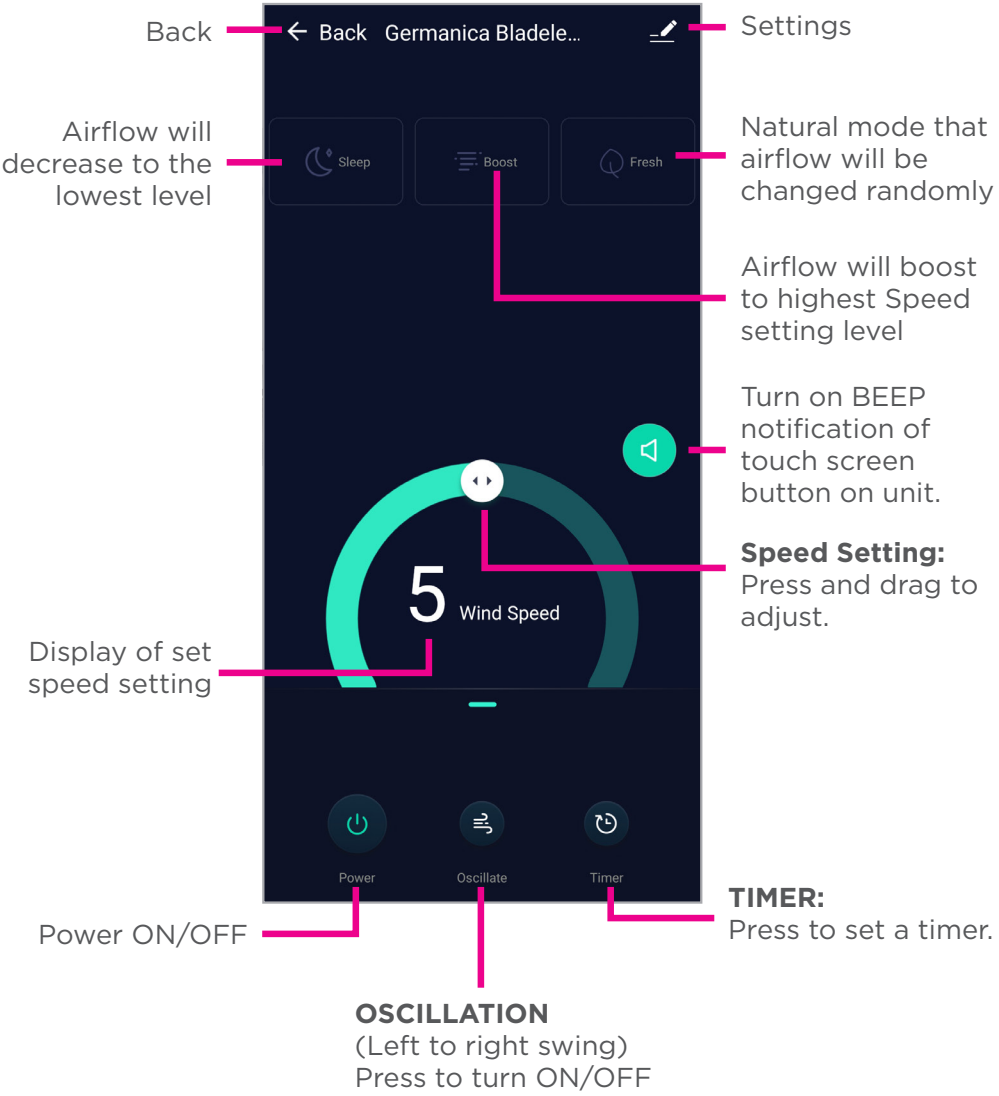 Back
← Back Germanica Bladele...
Settings
Airflow will
decrease to the
lowest level
Sleep
Boost
Fresh
Natural mode that
airflow will be
changed randomly
Airflow will boost
to highest Speed
setting level
Turn on BEEP
notification of
touch screen
button on unit.
Speed Setting:
Press and drag to
adjust.
5 Wind Speed
Display of set
speed setting
Power
Oscillate
Timer
Power ON/OFF
TIMER:
Press to set a timer.
OSCILLATION
(Left to right swing)
Press to turn ON/OFF